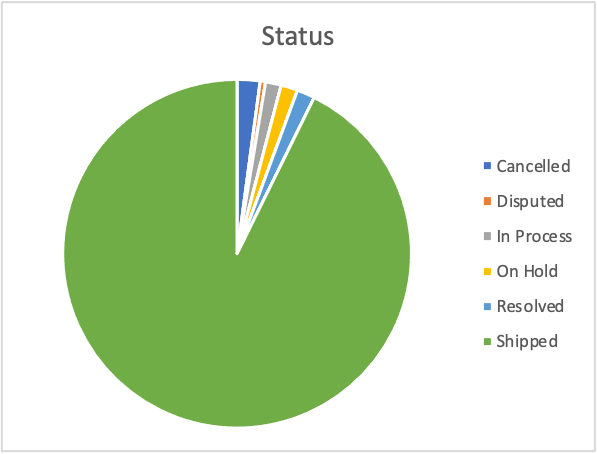 Status
Cancelled
Disputed
In Process
On Hold
Resolved
Shipped